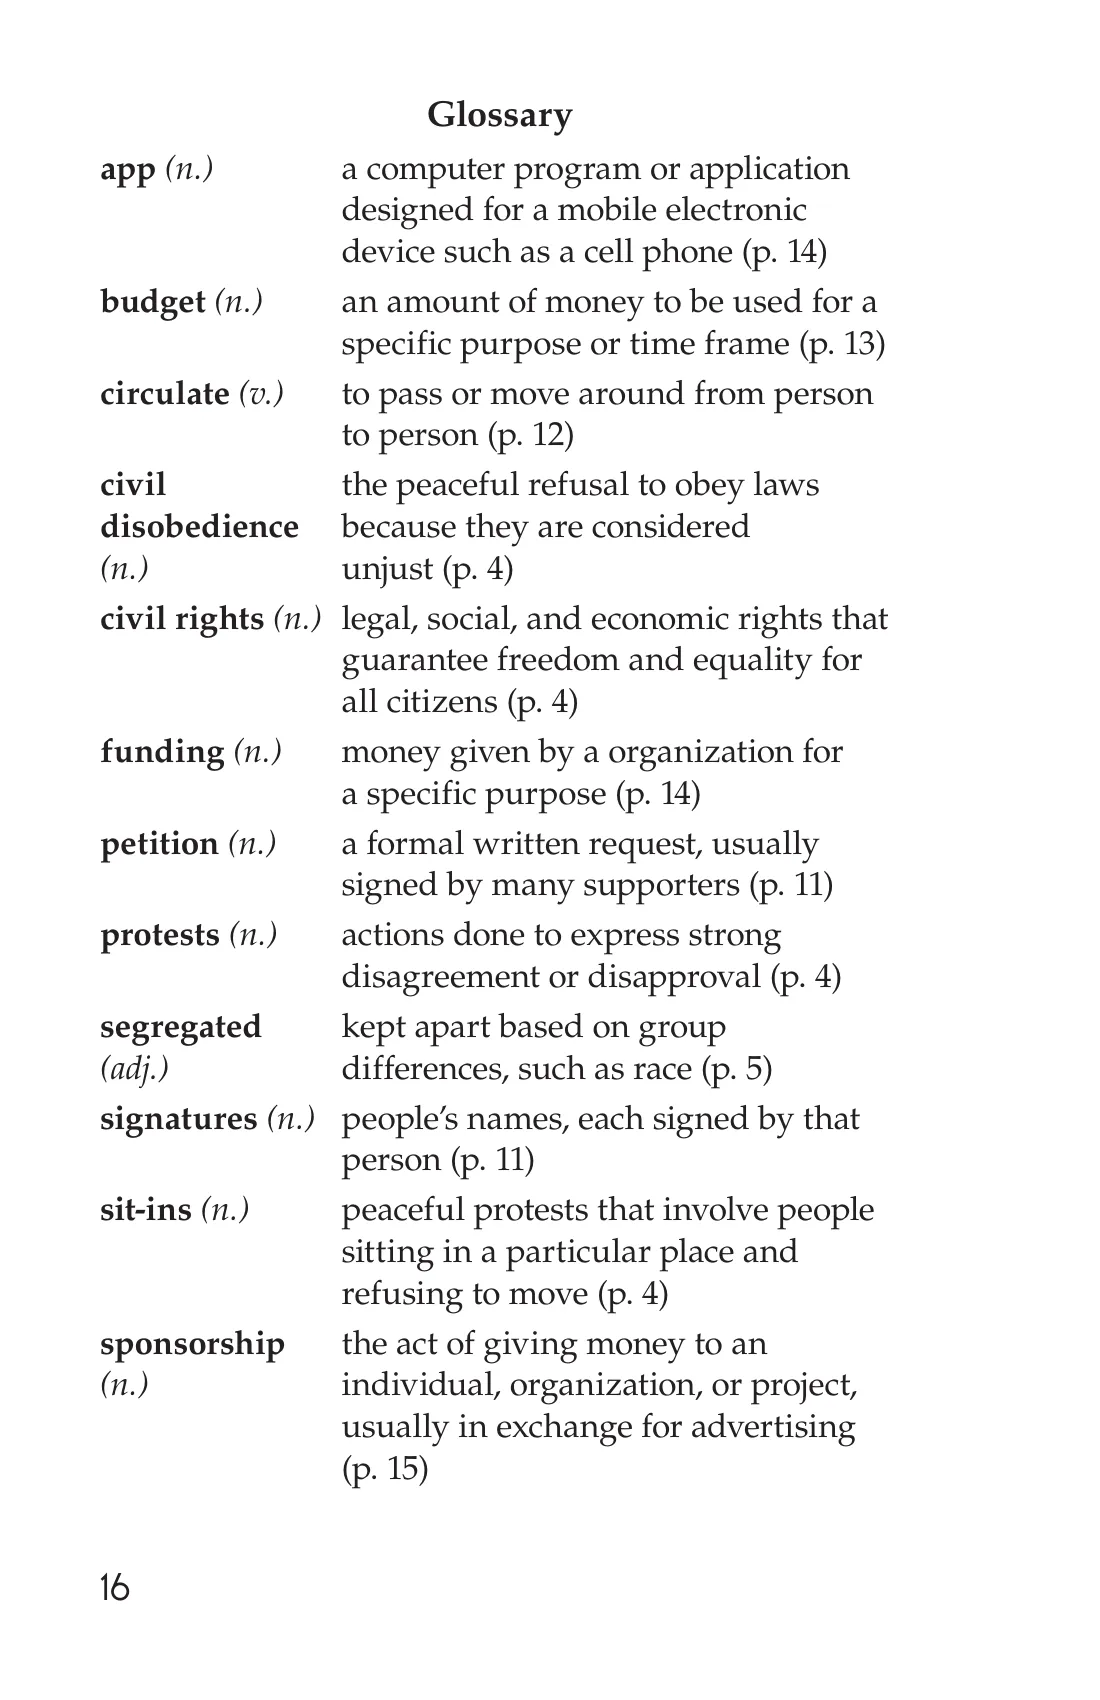 Glossary
app (n.) a computer program or application
designed for a mobile electronic
device such as a cell phone (p. 14)
budget (n.) an amount of money to be used for a
specific purpose or time frame (p. 13)
circulate (v.) to pass or move around from person
to person (p. 12)
civil the peaceful refusal to obey laws
disobedience because they are considered
(n.) unjust (p. 4)
civil rights (n.) legal, social, and economic rights that
guarantee freedom and equality for
all citizens (p. 4)
funding (n.) money given by a organization for
a specific purpose (p. 14)
petition (n.) a formal written request, usually
signed by many supporters (p. 11)
protests (n.) actions done to express strong
disagreement or disapproval (p. 4)
segregated kept apart based on group
(adj.) differences, such as race (p. 5)
signatures (n.) people’s names, each signed by that
person (p. 11)
sit-ins (n.) peaceful protests that involve people
sitting in a particular place and
refusing to move (p. 4)
sponsorship the act of giving money to an
(n.) individual, organization, or project,
usually in exchange for advertising
(p. 15)
16